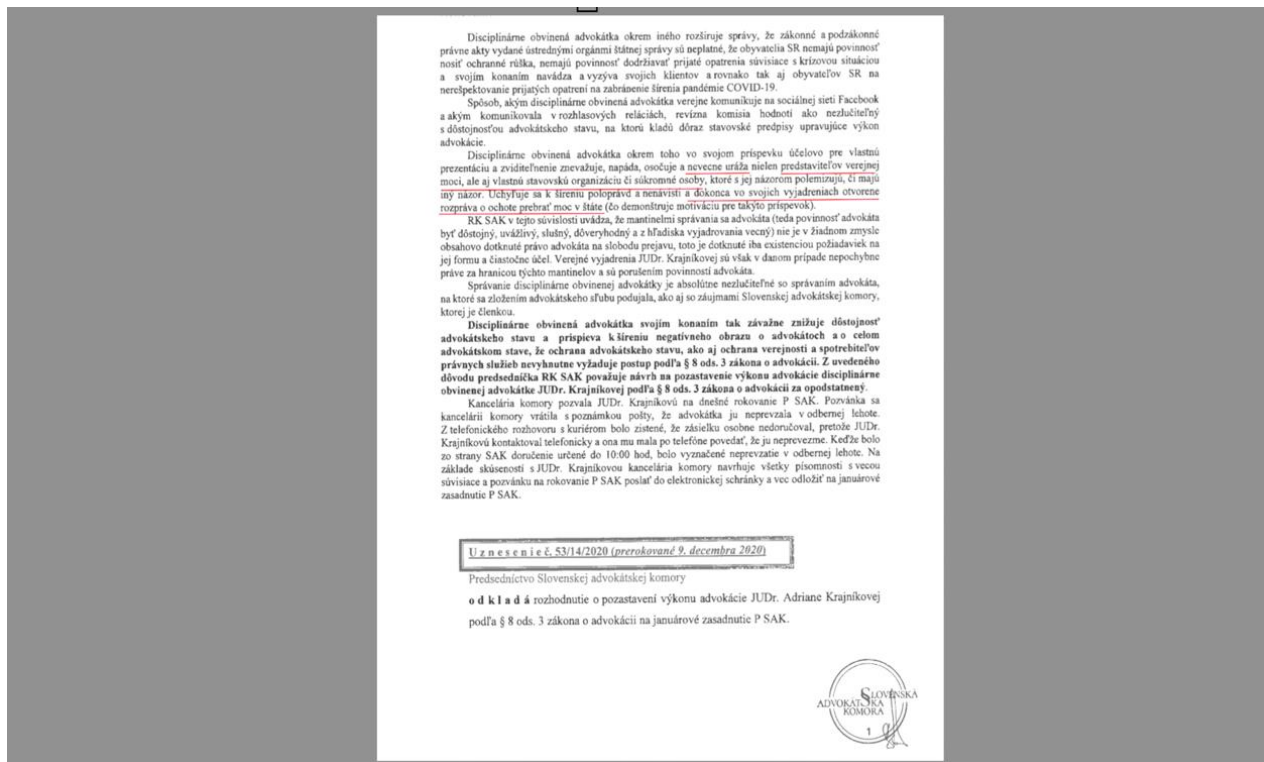 Disciplinárne obvinená advokátka okrem iného rozširuje správy, že zákonné a podzákonné
právne akty vydané ústrednými orgánmi štátnej správy sú neplatné, že obyvatelia SR nemajú povinnosť
nosiť ochranné rúška, nemajú povinnosť dodržiavať prijaté opatrenia súvisiace s krízovou situáciou
a svojím konaním navádza a vyzýva svojich klientov a rovnako tak aj obyvateľov SR na
nerešpektovanie prijatých opatrení na zabránenie šírenia pandémie COVID-19.
Spôsob, akým disciplinárne obvinená advokátka verejne komunikuje na sociálnej sieti Facebook
a akým komunikovala v rozhlasových reláciách, revízna komisia hodnotí ako nezlučiteľný
s dôstojnosťou advokátskeho stavu, na ktorú kladú dôraz stavovské predpisy upravujúce výkon
advokácie.
Disciplinárne obvinená advokátka okrem toho vo svojom príspevku účelovo pre vlastnú
prezentáciu a zviditeľnenie znevažuje, napáda, osočuje a nevecne uráža nielen predstaviteľov verejnej
moci, ale aj vlastnú stavovskú organizáciu či súkromné osoby, ktoré s jej názorom polemizujú, či majú
iný názor. Uchyľuje sa k šíreniu poloprávd a nenávisti a dokonca vo svojich vyjadreniach otvorene
rozpráva o ochote prebrať moc v štáte (čo demonštruje motiváciu pre takýto príspevok).
RK SAK v tejto súvislosti uvádza, že mantinelmi správania sa advokáta (teda povinnosť advokáta
byť dôstojný, uvážlivý, slušný, dôveryhodný a z hľadiska vyjadrovania vecný) nie je v žiadnom zmysle
obsahovo dotknuté právo advokáta na slobodu prejavu, toto je dotknuté iba existenciou požiadaviek na
jej formu a čiastočne účel. Verejné vyjadrenia JUDr. Krajníkovej sú však v danom prípade nepochybne
práve za hranicou týchto mantinelov a sú porušením povinností advokáta.
Správanie disciplinárne obvinenej advokátky je absolútne nezlučiteľné so správaním advokáta,
na ktoré sa zložením advokátskeho sľubu podujala, ako aj so záujmami Slovenskej advokátskej komory,
ktorej je členkou.
Disciplinárne obvinená advokátka svojím konaním tak závažne znižuje dôstojnosť
advokátskeho stavu a prispieva k šíreniu negatívneho obrazu o advokátoch a o celom
advokátskom stave, že ochrana advokátskeho stavu, ako aj ochrana verejnosti a spotrebiteľov
právnych služieb nevyhnutne vyžaduje postup podľa § 8 ods. 3 zákona o advokácii. Z uvedeného
dôvodu predsedníčka RK SAK považuje návrh na pozastavenie výkonu advokácie disciplinárne
obvinenej advokátke JUDr. Krajníkovej podľa § 8 ods. 3 zákona o advokácii za opodstatnený.
Kancelária komory pozvala JUDr. Krajníkovú na dnešné rokovanie P SAK. Pozvánka sa
kancelárii komory vrátila s poznámkou pošty, že advokátka ju neprevzala v odbernej lehote.
Z telefonického rozhovoru s kuriérom bolo zistené, že zásielku osobne nedoručoval, pretože JUDr.
Krajníkovú kontaktoval telefonicky a ona mu mala po telefóne povedať, že ju neprevezme. Keďže bolo
zo strany SAK doručenie určené do 10:00 hod, bolo vyznačené neprevzatie v odbernej lehote. Na
základe skúseností s JUDr. Krajníkovou kancelária komory navrhuje všetky písomnosti s vecou
súvisiace a pozvánku na rokovanie P SAK poslať do elektronickej schránky a vec odložiť na januárové
zasadnutie P SAK.
U z n e s e n i e č. 53/14/2020 (prerokované 9. decembra 2020)
Predsedníctvo Slovenskej advokátskej komory
o d k l a d á rozhodnutie o pozastavení výkonu advokácie JUDr. Adriane Krajníkovej
podľa § 8 ods. 3 zákona o advokácii na januárové zasadnutie P SAK.
SLOVENSKÁ
ADVOKÁTSKA
KOMORA
1